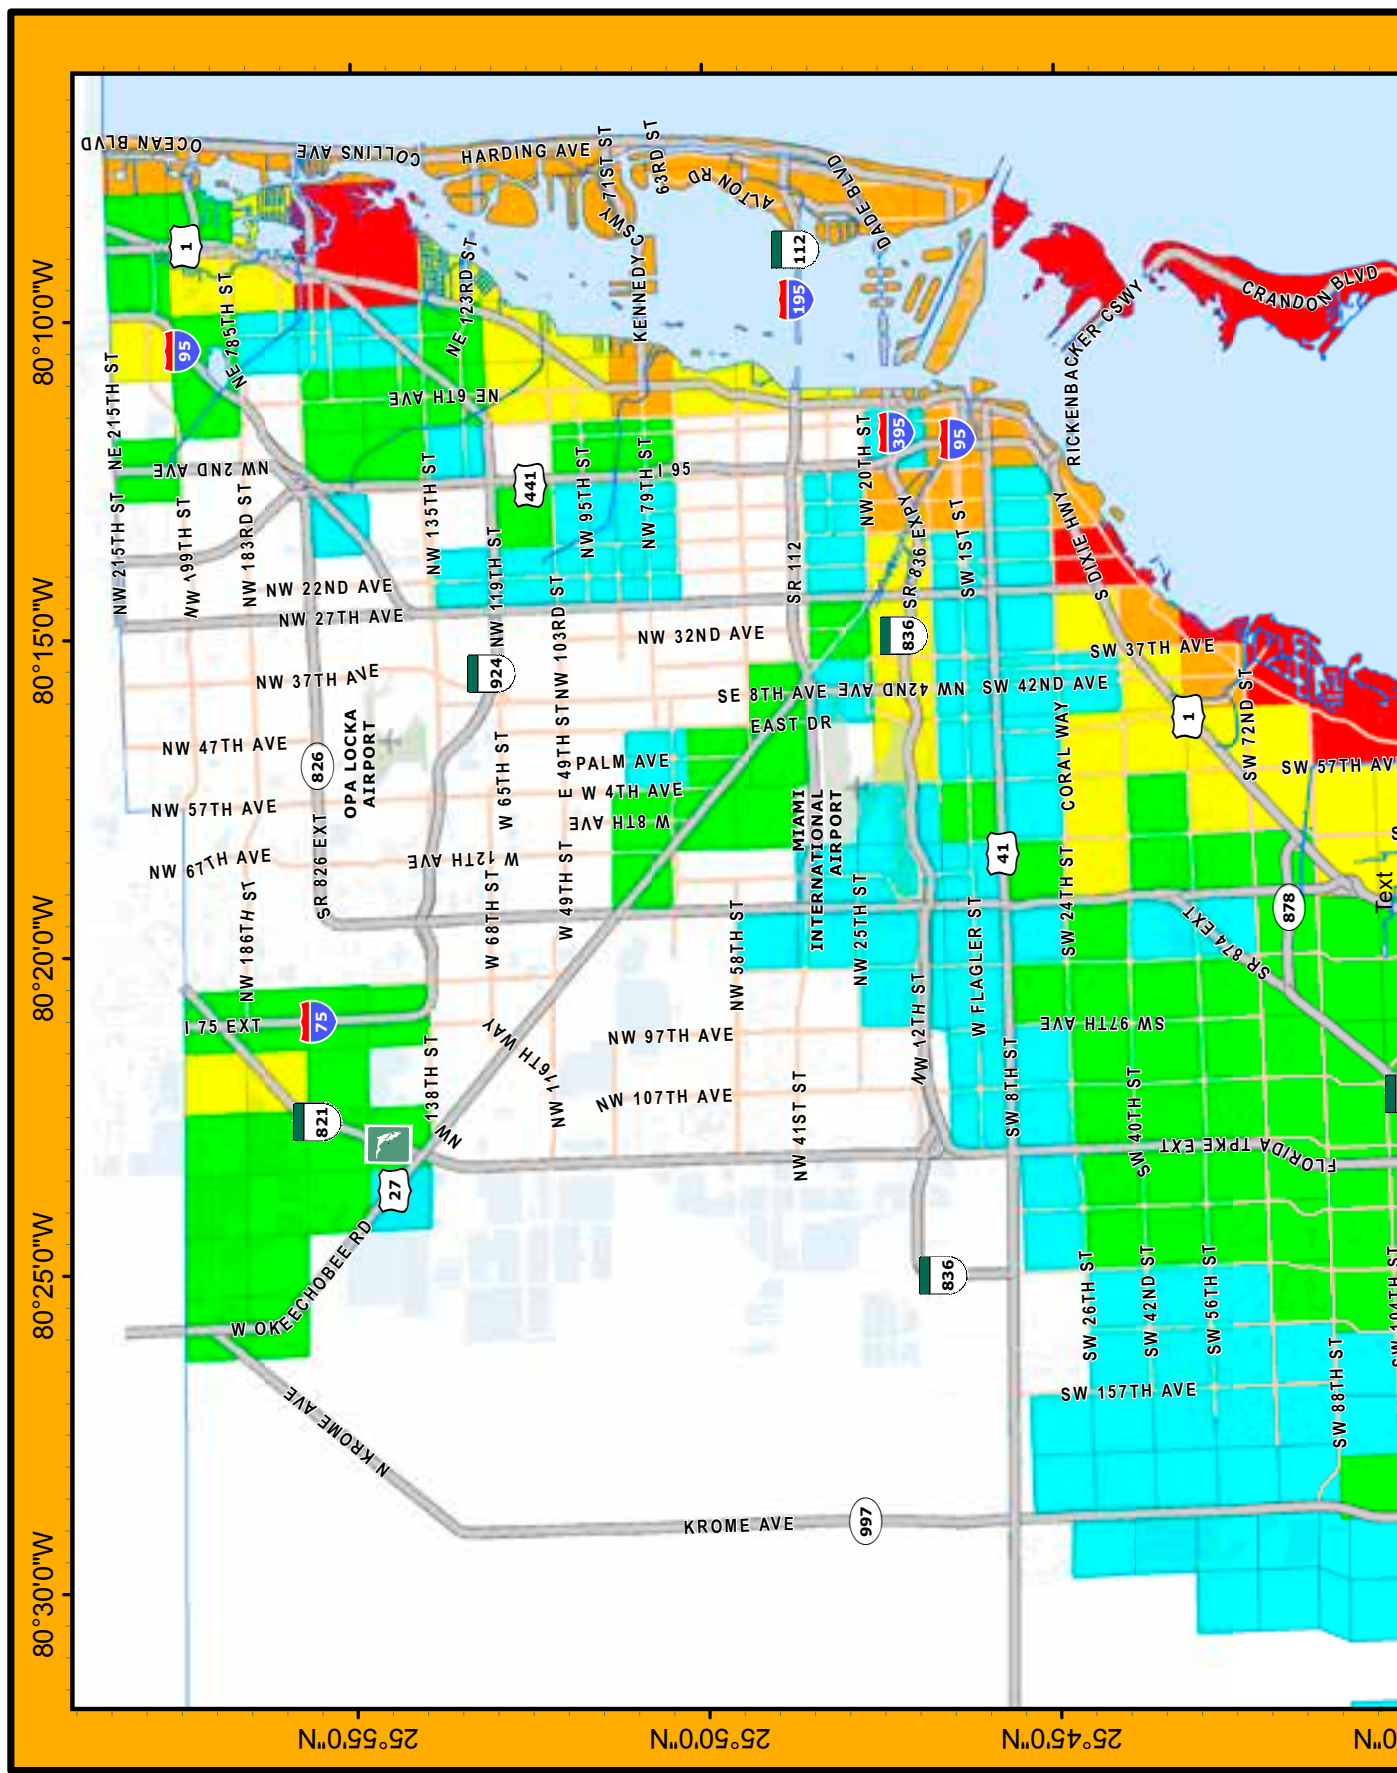 OCEAN BLVD
COLLINS AVE
HARDING AVE
71ST ST
63RD ST
ALTON RD
DADE BLVD
KENNEDY CSWY
1
112
195
CRANDON BLVD
RICKENBACKER CSWY
80°10'0"W
95
NE 215TH ST
NE 185TH ST
NE 123RD ST
NE 6TH AVE
NW 2ND AVE
NW 20TH ST
395
95
I 95
441
NW 215TH ST
NW 199TH ST
NW 183RD ST
NW 135TH ST
NW 119TH ST
NW 95TH ST
NW 79TH ST
SR 112
SR 836 EXPY
SW 1ST ST
S DIXIE HWY
NW 22ND AVE
NW 27TH AVE
NW 103RD ST
NW 32ND AVE
836
80°15'0"W
SW 37TH AVE
NW 37TH AVE
924
SE 8TH AVE
NW 42ND AVE
SW 42ND AVE
SW 72ND ST
EAST DR
1
NW 47TH AVE
826
OPA LOCKA
AIRPORT
W 65TH ST
E 49TH ST
PALM AVE
W 4TH AVE
W 8TH AVE
CORAL WAY
SW 57TH AV
NW 57TH AVE
MIAMI
INTERNATIONAL
AIRPORT
NW 67TH AVE
SR 826 EXT
W 12TH AVE
41
S
Text
NW 186TH ST
W 68TH ST
W 49TH ST
NW 58TH ST
NW 25TH ST
W FLAGLER ST
SW 24TH ST
SR 874 EXT
878
80°20'0"W
I 75 EXT
75
NW 116TH WAY
NW 97TH AVE
NW 12TH ST
SW 97TH AVE
NW 107TH AVE
NW 138TH ST
821
27
NW 41ST ST
SW 8TH ST
SW 40TH ST
FLORIDA TPKE EXT
W OKEECHOBEE RD
836
80°25'0"W
SW 26TH ST
SW 42ND ST
SW 56TH ST
SW 104TH ST
SW 157TH AVE
SW 88TH ST
N KROME AVE
KROME AVE
997
80°30'0"W
25°55'0"N
25°50'0"N
25°45'0"N
0"N